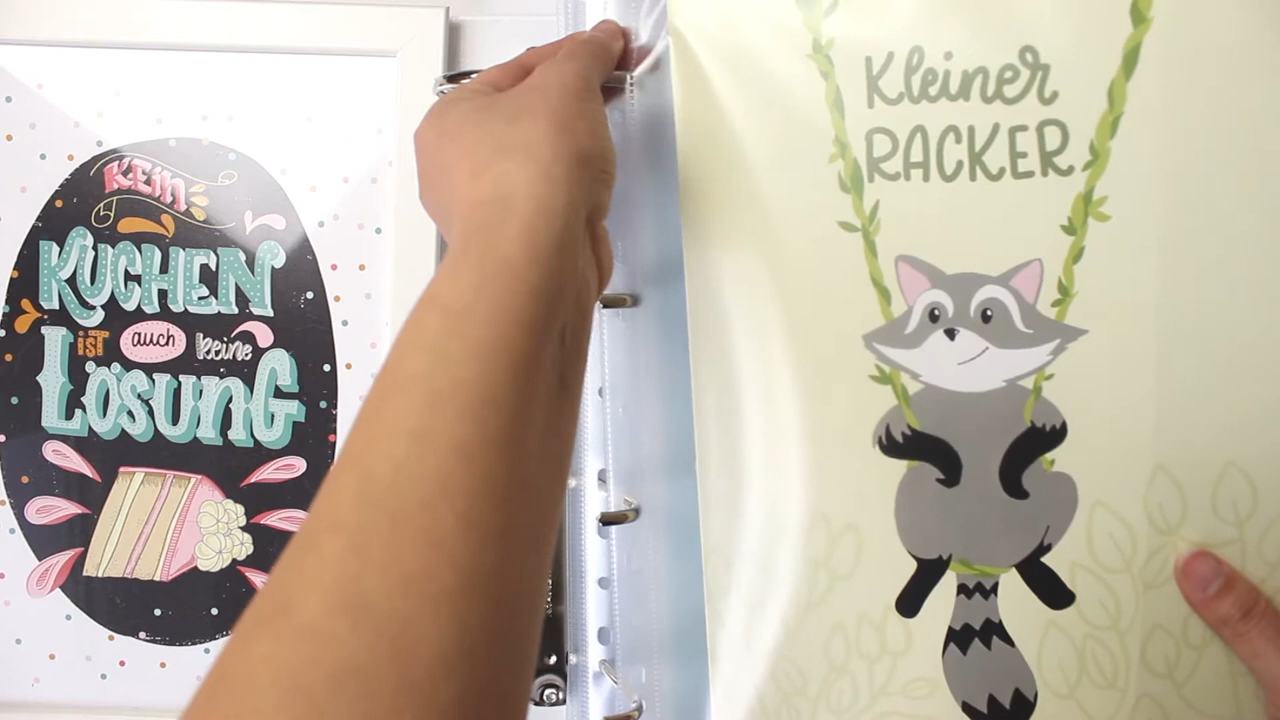 KEIN
KUCHEN
IST auch keine
LÖSUNG
Kleiner
RACKER